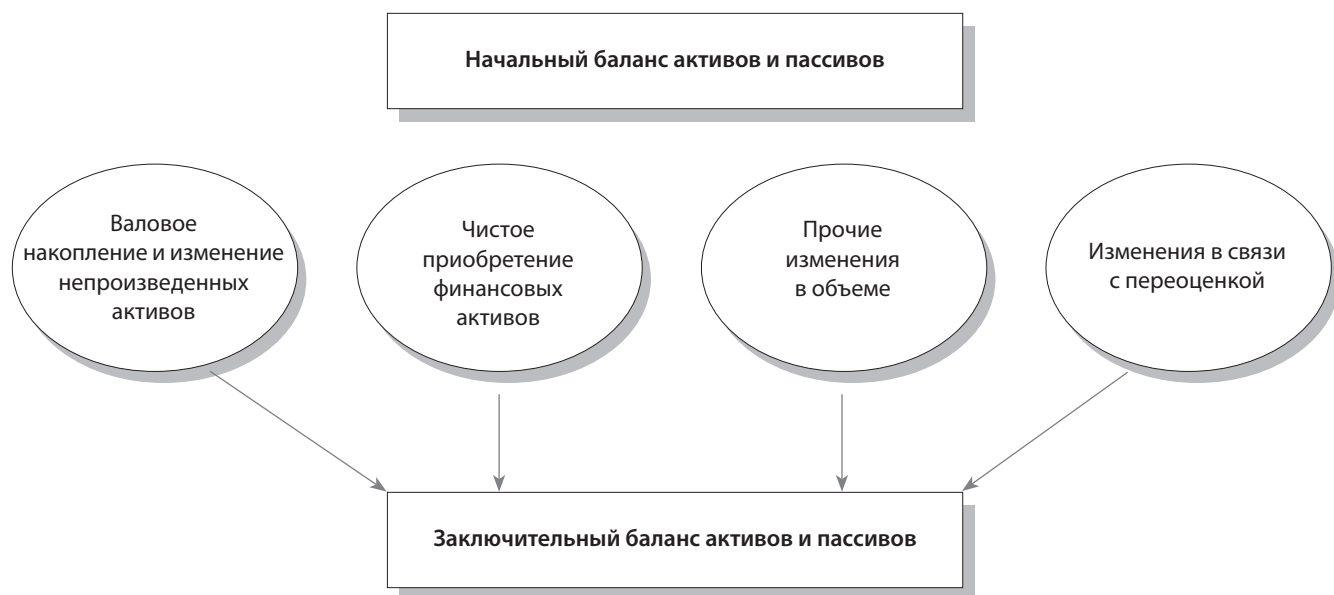 Начальный баланс активов и пассивов
Валовое
накопление и изменение
непроизведенных
активов
Чистое
приобретение
финансовых
активов
Прочие
изменения
в объеме
Изменения в связи
с переоценкой
Заключительный баланс активов и пассивов